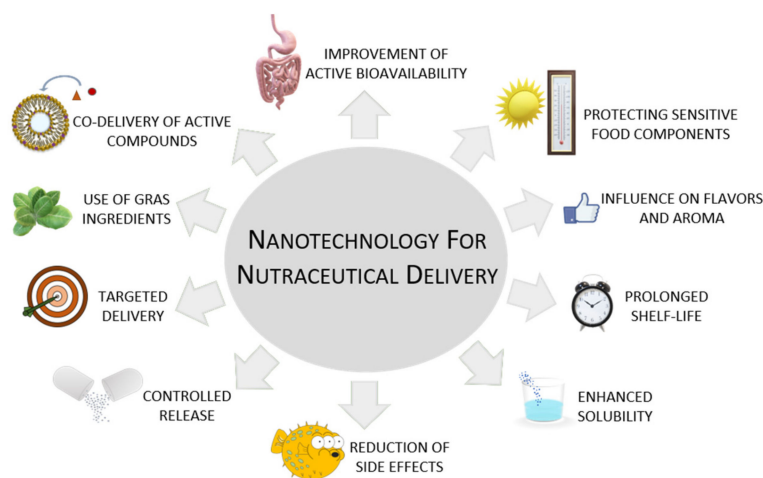 NANOTECHNOLOGY FOR
NUTRACEUTICAL DELIVERY
IMPROVEMENT OF
ACTIVE BIOAVAILABILITY
PROTECTING SENSITIVE
FOOD COMPONENTS
INFLUENCE ON FLAVORS
AND AROMA
PROLONGED
SHELF-LIFE
ENHANCED
SOLUBILITY
REDUCTION OF
SIDE EFFECTS
CONTROLLED
RELEASE
TARGETED
DELIVERY
USE OF GRAS
INGREDIENTS
CO-DELIVERY OF ACTIVE
COMPOUNDS